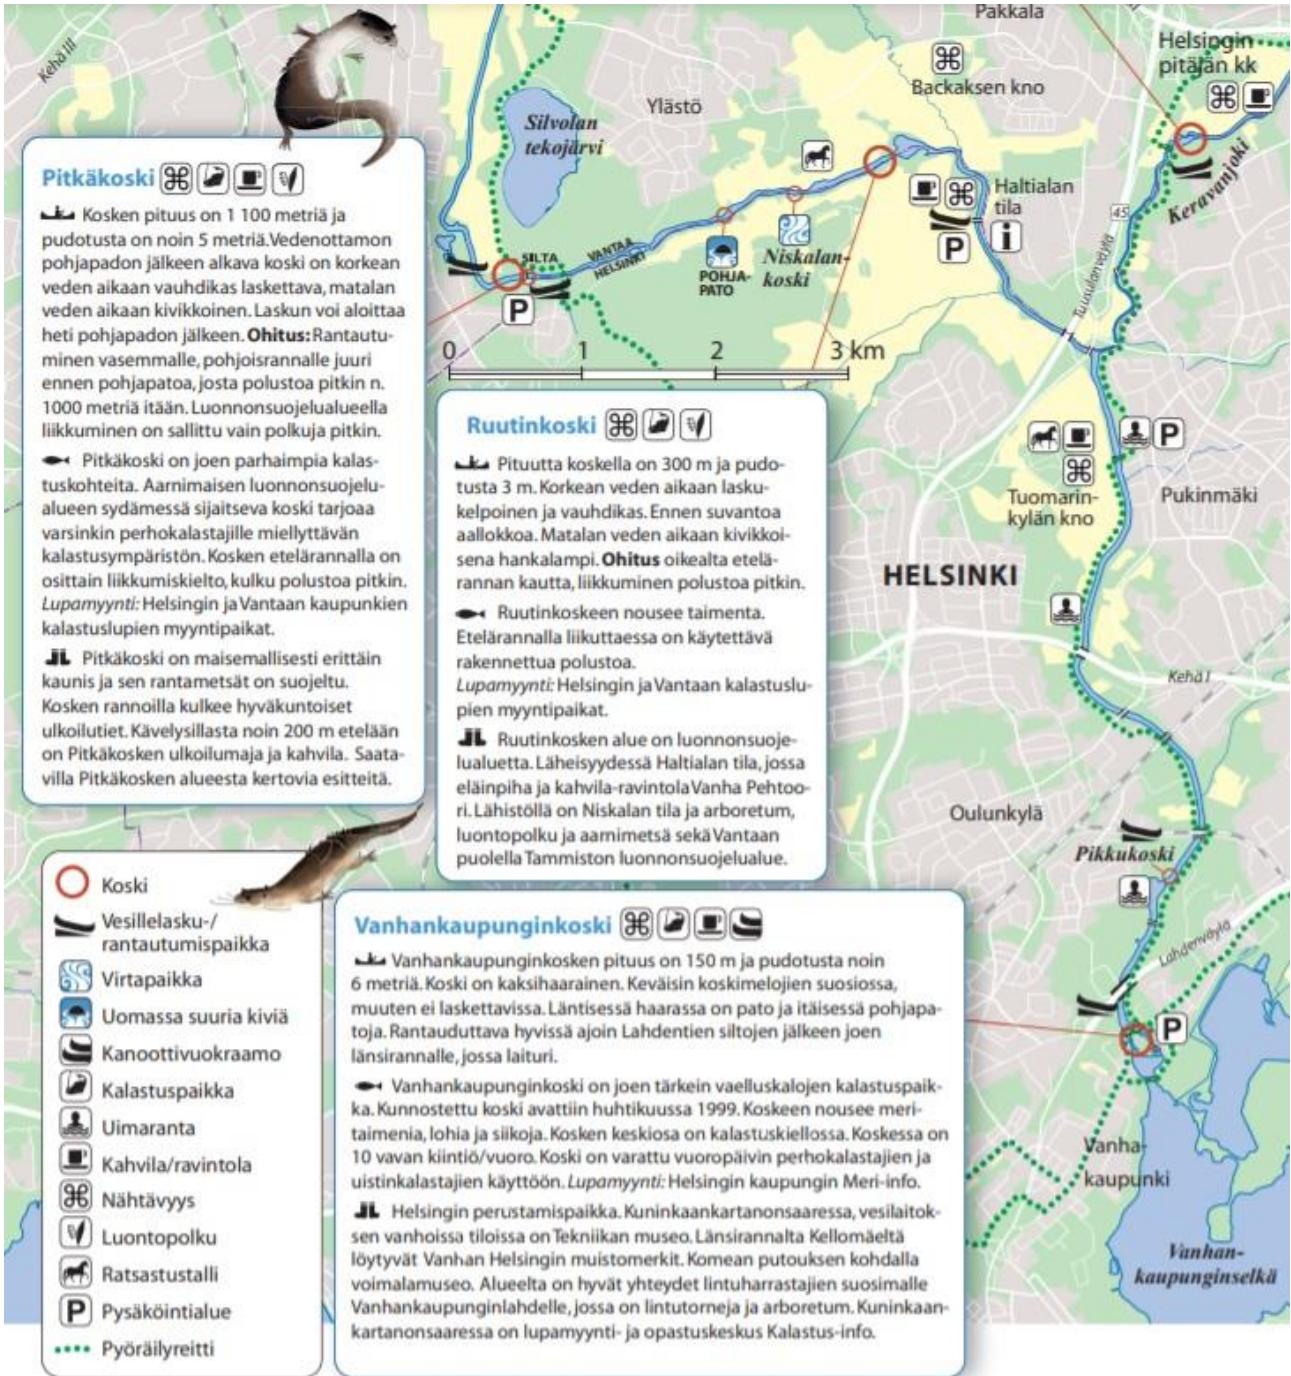 Pakkala
Kehä III
Helsingin
pitäjän kk
Backaksen kno
Ylästö
Silvolan
tekojärvi
Keravanjoki
Haltialan
tila
45
i
P
Tuusulanväylä
VANTAA
HELSINKI
SILTA
POHJA-
PATO
Niskalan-
koski
P
0 1 2 3 km
Pitkäkoski
Kosken pituus on 1 100 metriä ja
pudotusta on noin 5 metriä. Vedenottamon
pohjapadon jälkeen alkava koski on korkean
veden aikaan vauhdikas laskettava, matalan
veden aikaan kivikkoinen. Laskun voi aloittaa
heti pohjapadon jälkeen. Ohitus: Rantautu-
minen vasemmalle, pohjoisrannalle juuri
ennen pohjapatoa, josta polustoa pitkin n.
1000 metriä itään. Luonnonsuojelualueella
liikkuminen on sallittu vain polkuja pitkin.
Pitkäkoski on joen parhaimpia kalas-
tuskohteita. Aarnimaisen luonnonsuojelu-
alueen sydämessä sijaitseva koski tarjoaa
varsinkin perhokalastajille miellyttävän
kalastusympäristön. Kosken etelärannalla on
osittain liikkumiskielto, kulku polustoa pitkin.
Lupamyynti: Helsingin ja Vantaan kaupunkien
kalastuslupien myyntipaikat.
Pitkäkoski on maisemallisesti erittäin
kaunis ja sen rantametsät on suojeltu.
Kosken rannoilla kulkee hyväkuntoiset
ulkoilutiet. Kävelysillasta noin 200 m etelään
on Pitkäkosken ulkoilumaja ja kahvila. Saata-
villa Pitkäkosken alueesta kertovia esitteitä.
Ruutinkoski
Pituutta koskella on 300 m ja pudo-
tusta 3 m. Korkean veden aikaan lasku-
kelpoinen ja vauhdikas. Ennen suvantoa
aallokkoa. Matalan veden aikaan kivikkoi-
sena hankalampi. Ohitus oikealta etelä-
rannan kautta, liikkuminen polustoa pitkin.
Ruutinkoskeen nousee taimenta.
Etelärannalla liikuttaessa on käytettävä
rakennettua polustoa.
Lupamyynti: Helsingin ja Vantaan kalastuslu-
pien myyntipaikat.
Ruutinkosken alue on luonnonsuoje-
lualuetta. Läheisyydessä Haltialan tila, jossa
eläinpiha ja kahvila-ravintola Vanha Pehtoo-
ri. Lähistöllä on Niskalan tila ja arboretum,
luontopolku ja aarnimetsä sekä Vantaan
puolella Tammiston luonnonsuojelualue.
P
Tuomarin-
kylän kno
Pukinmäki
HELSINKI
Kehä I
Oulunkylä
Pikkukoski
Lahdenväylä
P
Vanha-
kaupunki
Vanhan-
kaupunginselkä
Koski
Vesillelasku-/
rantautumispaikka
Virtapaikka
Uomassa suuria kiviä
Kanoottivuokraamo
Kalastuspaikka
Uimaranta
Kahvila/ravintola
Nähtävyys
Luontopolku
Ratsastustalli
P Pysäköintialue
Pyöräilyreitti
Vanhankaupunginkoski
Vanhankaupunginkosken pituus on 150 m ja pudotusta noin
6 metriä. Koski on kaksihaarainen. Keväisin koskimelojien suosiossa,
muuten ei laskettavissa. Läntisessä haarassa on pato ja itäisessä pohjapa-
toja. Rantauduttava hyvissä ajoin Lahdentien siltojen jälkeen joen
länsirannalle, jossa laituri.
Vanhankaupunginkoski on joen tärkein vaelluskalojen kalastuspaik-
ka. Kunnostettu koski avattiin huhtikuussa 1999. Koskeen nousee meri-
taimenia, lohia ja siikoja. Kosken keskiosa on kalastuskiellossa. Koskessa on
10 vavan kiintiö/vuoro. Koski on varattu vuoropäivin perhokalastajien ja
uistinkalastajien käyttöön. Lupamyynti: Helsingin kaupungin Meri-info.
Helsingin perustamispaikka. Kuninkaankartanonsaaressa, vesilaitok-
sen vanhoissa tiloissa on Tekniikan museo. Länsirannalta Kellomäeltä
löytyvät Vanhan Helsingin muistomerkit. Komean putouksen kohdalla
voimalamuseo. Alueelta on hyvät yhteydet lintuharrastajien suosimalle
Vanhankaupunginlahdelle, jossa on lintutorneja ja arboretum. Kuninkaan-
kartanonsaaressa on lupamyynti- ja opastuskeskus Kalastus-info.